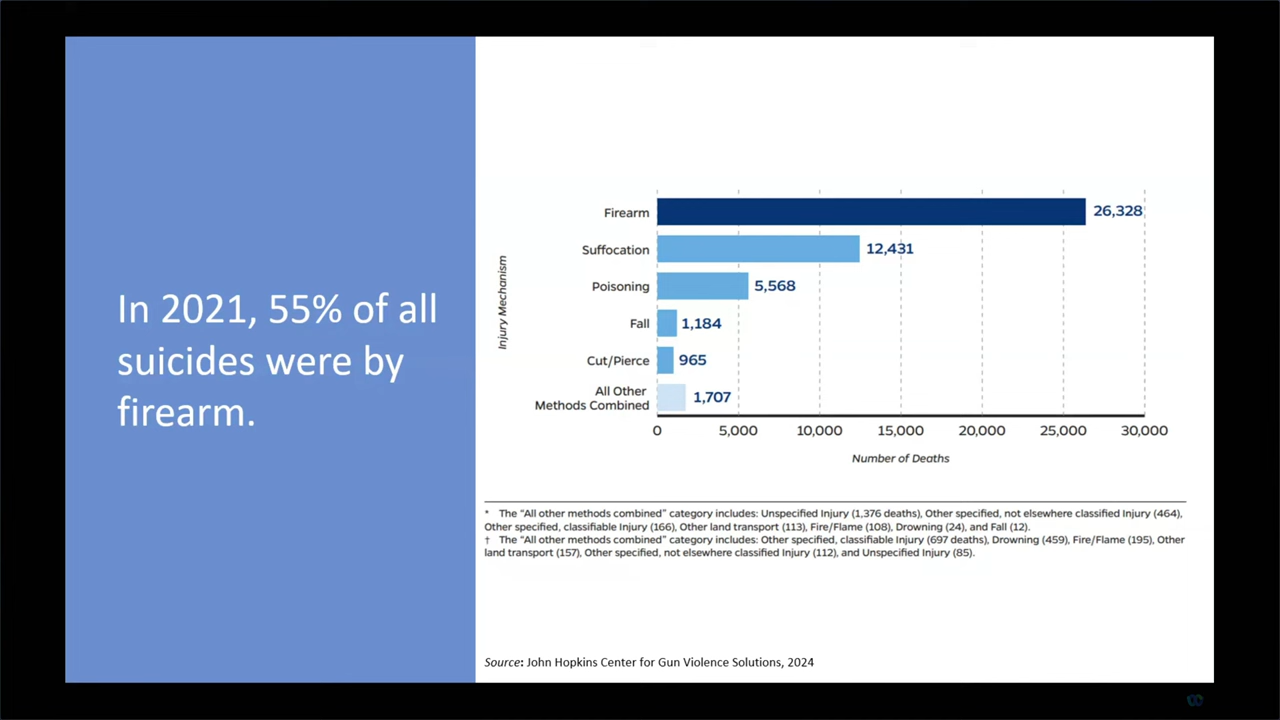 In 2021, 55% of all
suicides were by
firearm.
Injury Mechanism
Firearm
26,328
Suffocation
12,431
Poisoning
5,568
Fall
1,184
Cut/Pierce
965
All Other
Methods Combined
1,707
0 5,000 10,000 15,000 20,000 25,000 30,000
Number of Deaths
* The “All other methods combined” category includes: Unspecified Injury (1,376 deaths), Other specified, not elsewhere classified Injury (464),
Other specified, classifiable Injury (166), Other land transport (113), Fire/Flame (108), Drowning (24), and Fall (12).
† The “All other methods combined” category includes: Other specified, classifiable Injury (697 deaths), Drowning (459), Fire/Flame (195), Other
land transport (157), Other specified, not elsewhere classified Injury (112), and Unspecified Injury (85).
Source: John Hopkins Center for Gun Violence Solutions, 2024